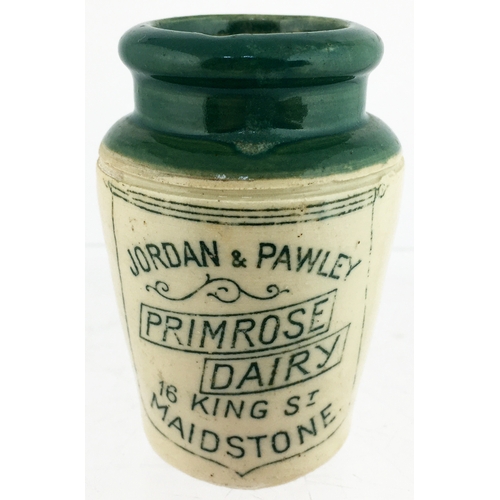 JORDAN & PAWLEY
PRIMROSE
DAIRY
16 KING ST
MAIDSTONE.